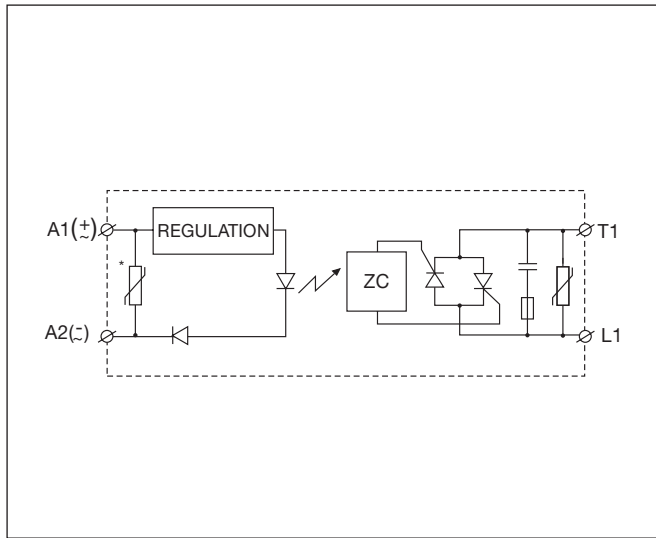 A1(±~)
REGULATION
T1
*
ZC
A2(-~)
L1